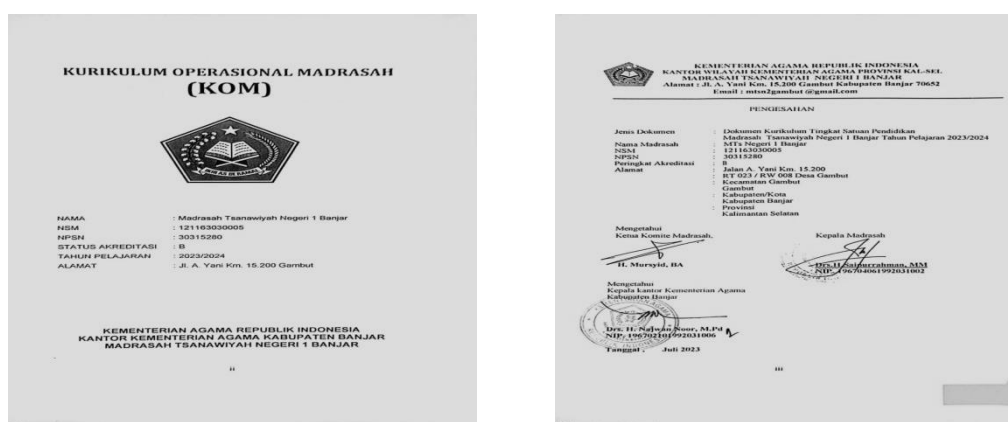 KURIKULUM OPERASIONAL MADRASAH
(KOM)
NAMA : Madrasah Tsanawiyah Negeri 1 Banjar
NSM : 121163030005
NPSN : 30315280
STATUS AKREDITASI : B
TAHUN PELAJARAN : 2023/2024
ALAMAT : Jl. A. Yani Km. 15.200 Gambut
KEMENTERIAN AGAMA REPUBLIK INDONESIA
KANTOR KEMENTERIAN AGAMA KABUPATEN BANJAR
MADRASAH TSANAWIYAH NEGERI 1 BANJAR
ii
KEMENTERIAN AGAMA REPUBLIK INDONESIA
KANTOR WILAYAH KEMENTERIAN AGAMA PROVINSI KAL-SEL
MADRASAH TSANAWIYAH NEGERI 1 BANJAR
Alamat : Jl. A. Yani Km. 15.200 Gambut Kabupaten Banjar 70652
Email : mtsn2gambut @gmail.com
PENGESAHAN
Jenis Dokumen : Dokumen Kurikulum Tingkat Satuan Pendidikan
Madrasah Tsanawiyah Negeri 1 Banjar Tahun Pelajaran 2023/2024
Nama Madrasah : MTs Negeri 1 Banjar
NSM : 121163030005
NPSN : 30315280
Peringkat Akreditasi : B
Alamat : Jalan A. Yani Km. 15.200
: RT 023 / RW 008 Desa Gambut
: Kecamatan Gambut
Gambut
: Kabupaten/Kota
Kabupaten Banjar
: Provinsi
Kalimantan Selatan
Mengetahui
Ketua Komite Madrasah,
Kepala Madrasah
H. Mursyid, BA
Drs.H.Saipurrahman, MM
NIP. 196704061992031002
Mengetahui
Kepala kantor Kementerian Agama
Kabupaten Banjar
Drs. H. Najwan Noor, M.Pd
NIP. 196702101992031006
Tanggal , Juli 2023
iii